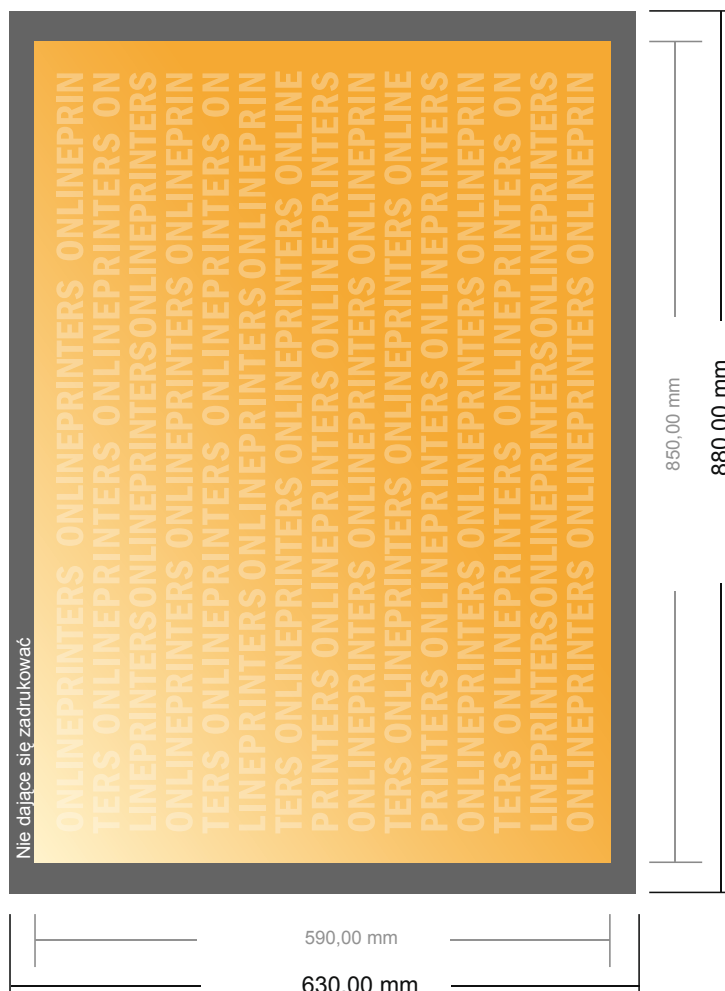 ONLINEPRINTERS ONLINEPRINTERS ONLINEPRIN
TERS ONLINEPRINTERS ONLINEPRINTERS ON
LINEPRINTERSONLINEPRINTERSONLINEPRINTERS
ONLINEPRINTERS ONLINEPRINTERS ONLINEPRIN
TERS ONLINEPRINTERS ONLINEPRINTERS ON
LINEPRINTERS ONLINEPRINTERS ONLINEPRIN
TERS ONLINEPRINTERS ONLINEPRINTERS ONLINE
PRINTERS ONLINEPRINTERS ONLINEPRINTERS
ONLINEPRINTERS ONLINEPRINTERS ONLINEPRIN
TERS ONLINEPRINTERS ONLINEPRINTERS ONLINE
PRINTERS ONLINEPRINTERS ONLINEPRINTERS
ONLINEPRINTERS ONLINEPRINTERS ONLINEPRIN
TERS ONLINEPRINTERS ONLINEPRINTERS ON
LINEPRINTERSONLINEPRINTERSONLINEPRINTERS
ONLINEPRINTERS ONLINEPRINTERS ONLINEPRIN
Nie dające się zadrukować
850,00 mm
880,00 mm
590,00 mm
630,00 mm